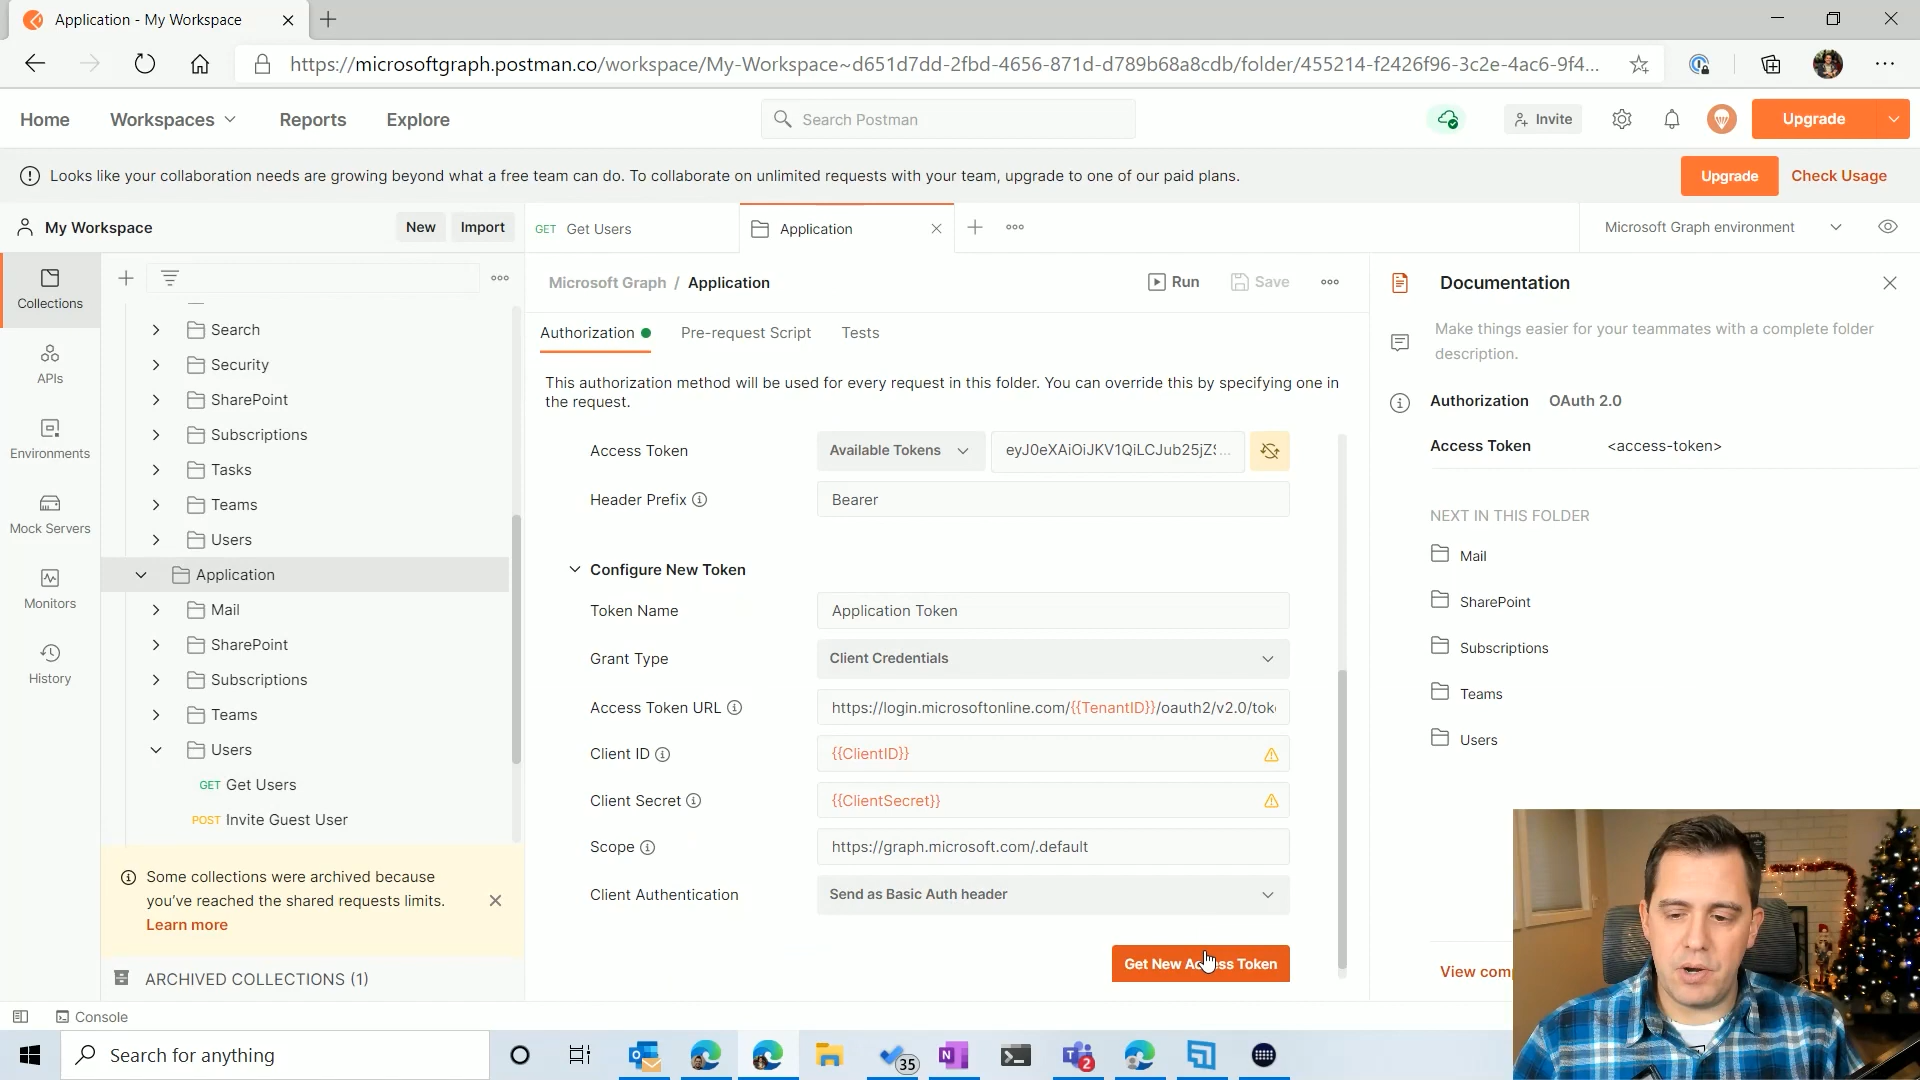 Application - My Workspace
https://microsoftgraph.postman.co/workspace/My-Workspace~d651d7dd-2fbd-4656-871d-d789b68a8cdb/folder/455214-f2426f96-3c2e-4ac6-9f4...
Home
Workspaces
Reports
Explore
Search Postman
Invite
Upgrade
Looks like your collaboration needs are growing beyond what a free team can do. To collaborate on unlimited requests with your team, upgrade to one of our paid plans.
Upgrade
Check Usage
My Workspace
New
Import
GET Get Users
Application
Microsoft Graph environment
Collections
APIs
Environments
Mock Servers
Monitors
History
Search
Security
SharePoint
Subscriptions
Tasks
Teams
Users
Application
Mail
SharePoint
Subscriptions
Teams
Users
GET Get Users
POST Invite Guest User
Some collections were archived because
you've reached the shared requests limits.
Learn more
ARCHIVED COLLECTIONS (1)
Microsoft Graph / Application
Run
Save
Authorization
Pre-request Script
Tests
This authorization method will be used for every request in this folder. You can override this by specifying one in
the request.
Access Token
Available Tokens
eyJ0eXAiOiJKV1QiLCJub25jZ...
Header Prefix
Bearer
Configure New Token
Token Name
Application Token
Grant Type
Client Credentials
Access Token URL
https://login.microsoftonline.com/{{TenantID}}/oauth2/v2.0/tok
Client ID
{{ClientID}}
Client Secret
{{ClientSecret}}
Scope
https://graph.microsoft.com/.default
Client Authentication
Send as Basic Auth header
Get New Access Token
Documentation
Make things easier for your teammates with a complete folder
description.
Authorization OAuth 2.0
Access Token <access-token>
NEXT IN THIS FOLDER
Mail
SharePoint
Subscriptions
Teams
Users
View com
Console
Search for anything
35
2